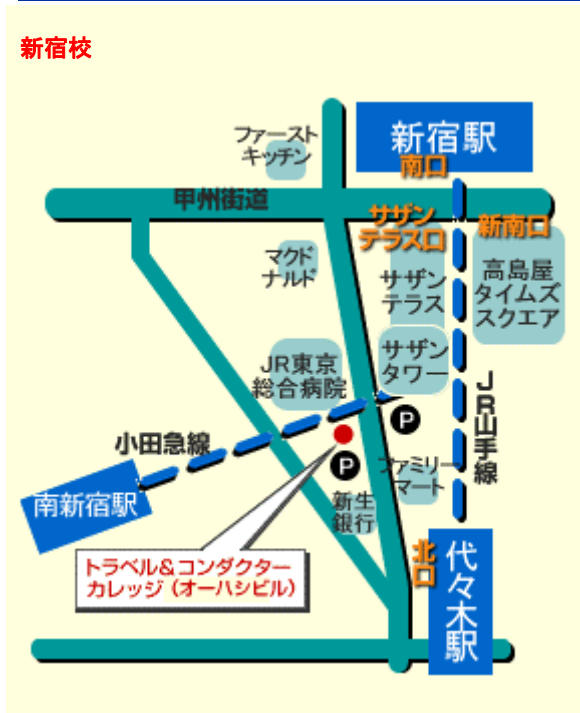 新宿校
新宿駅
南口
ファースト
キッチン
甲州街道
サザン
テラス口
新南口
マクド
ナルド
サザン
テラス
高島屋
タイムズ
スクエア
サザン
タワー
JR東京
総合病院
JR山手線
P
小田急線
ファミリー
マート
P
南新宿駅
新生
銀行
北口
代々木駅
トラベル&コンダクター
カレッジ（オーハシビル）